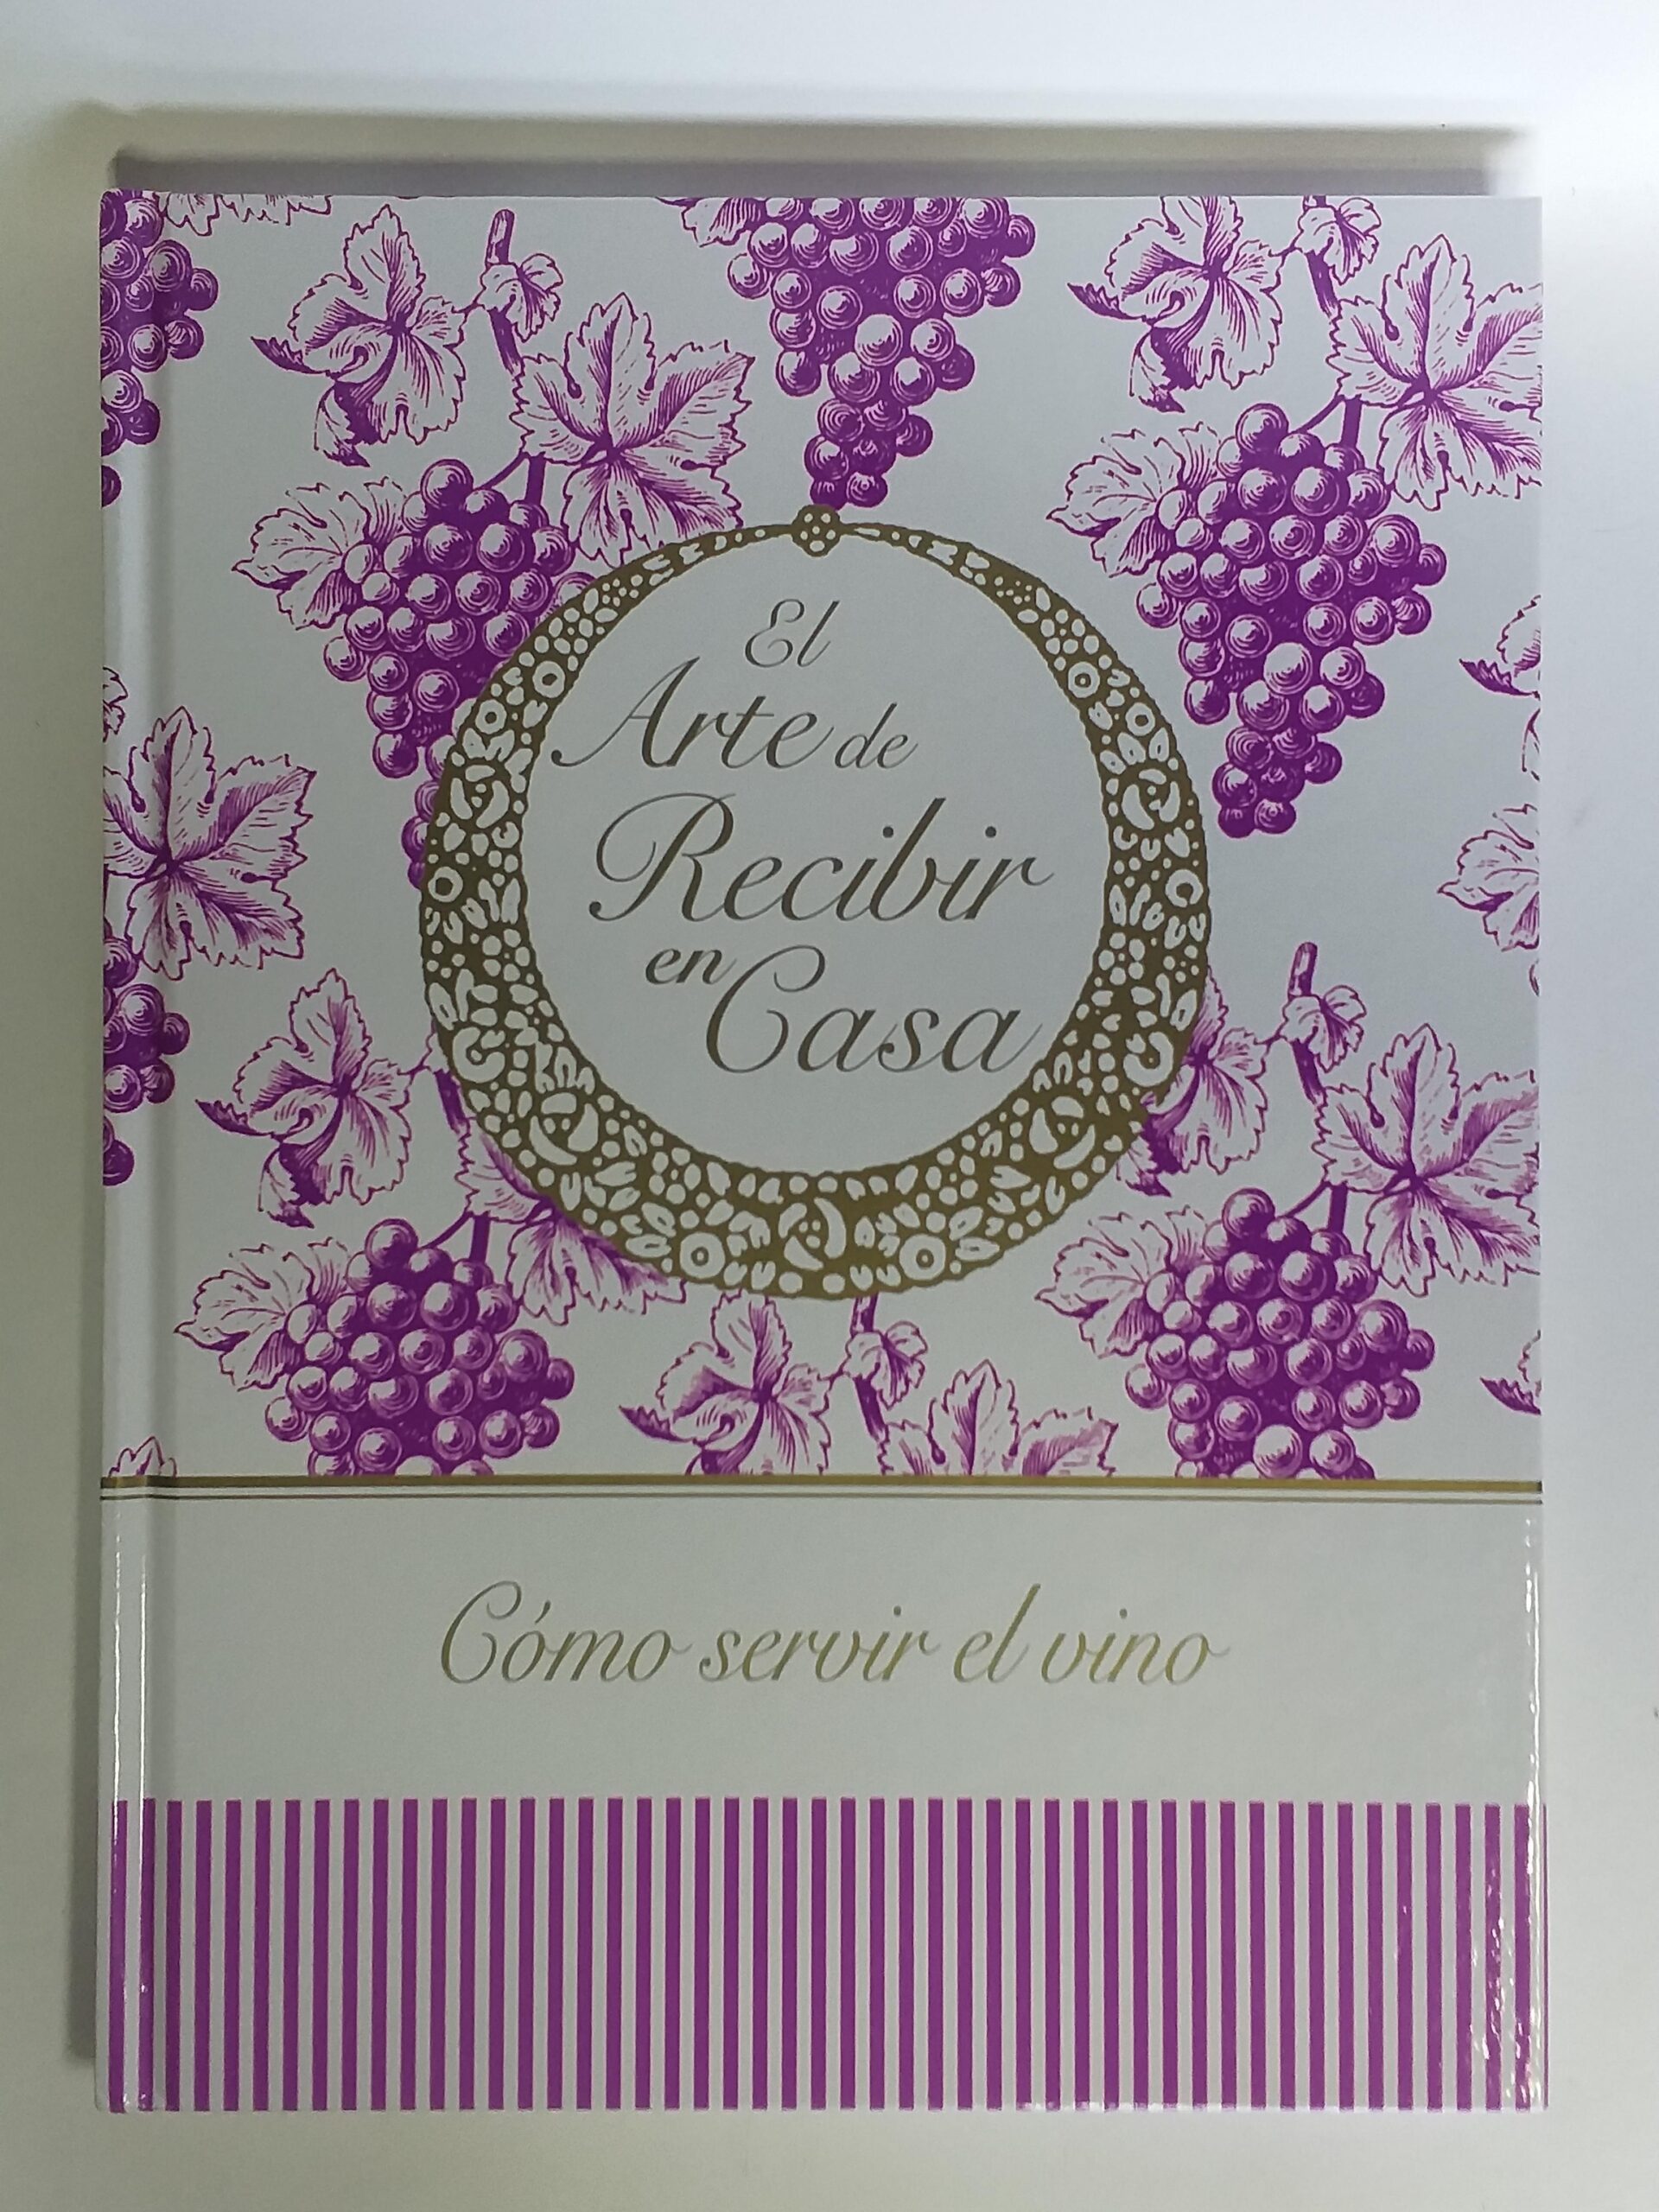 El
Arte de
Recibir
en Casa
Cómo servir el vino